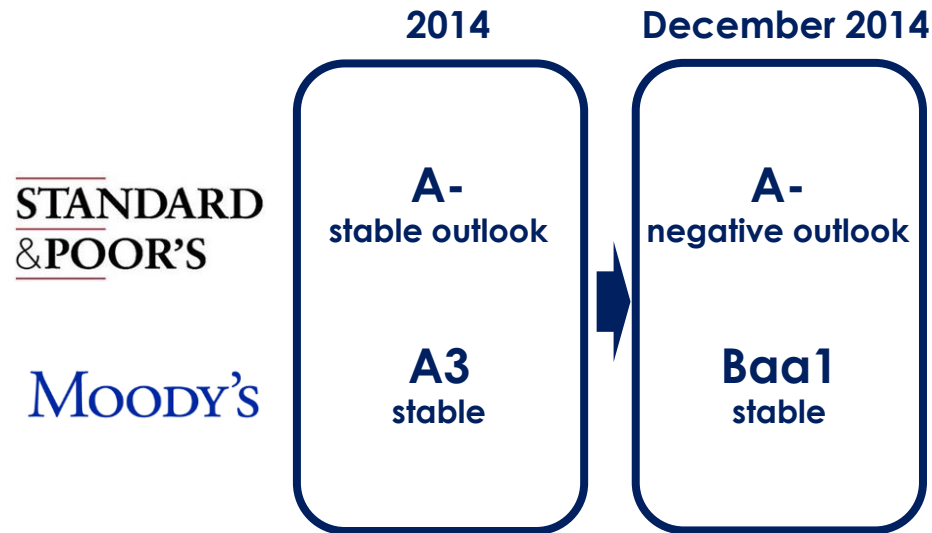 2014
December 2014
STANDARD
&POOR'S
A-
stable outlook
A-
negative outlook
MOODY'S
A3
stable
Baa1
stable